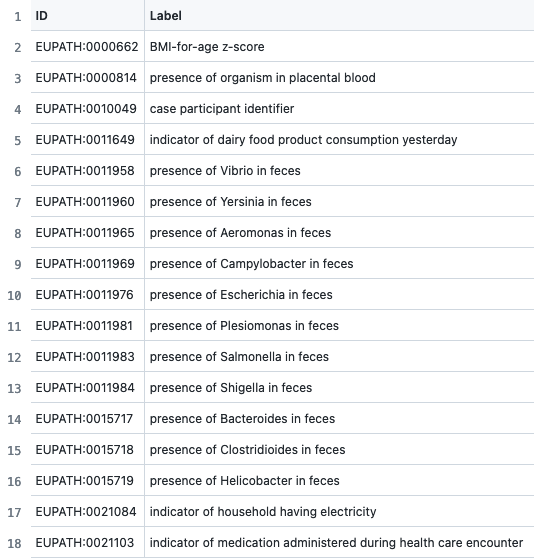 1 ID Label
2 EUPATH:0000662 BMI-for-age z-score
3 EUPATH:0000814 presence of organism in placental blood
4 EUPATH:0010049 case participant identifier
5 EUPATH:0011649 indicator of dairy food product consumption yesterday
6 EUPATH:0011958 presence of Vibrio in feces
7 EUPATH:0011960 presence of Yersinia in feces
8 EUPATH:0011965 presence of Aeromonas in feces
9 EUPATH:0011969 presence of Campylobacter in feces
10 EUPATH:0011976 presence of Escherichia in feces
11 EUPATH:0011981 presence of Plesiomonas in feces
12 EUPATH:0011983 presence of Salmonella in feces
13 EUPATH:0011984 presence of Shigella in feces
14 EUPATH:0015717 presence of Bacteroides in feces
15 EUPATH:0015718 presence of Clostridioides in feces
16 EUPATH:0015719 presence of Helicobacter in feces
17 EUPATH:0021084 indicator of household having electricity
18 EUPATH:0021103 indicator of medication administered during health care encounter